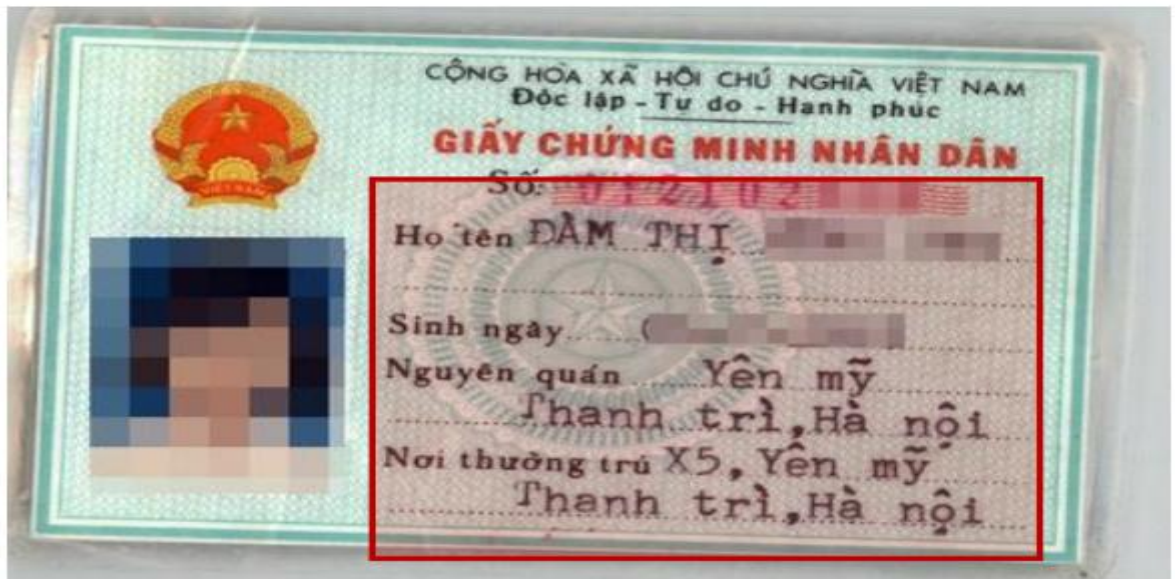 CỘNG HÒA XÃ HỘI CHỦ NGHĨA VIỆT NAM
Độc lập - Tự do - Hạnh phúc
GIẤY CHỨNG MINH NHÂN DÂN
Số:
Họ tên ĐÀM THỊ
Sinh ngày
Nguyên quán Yên mỹ
Thanh trì,Hà nội
Nơi thường trú X5, Yên mỹ
Thanh trì,Hà nội
VIỆT NAM